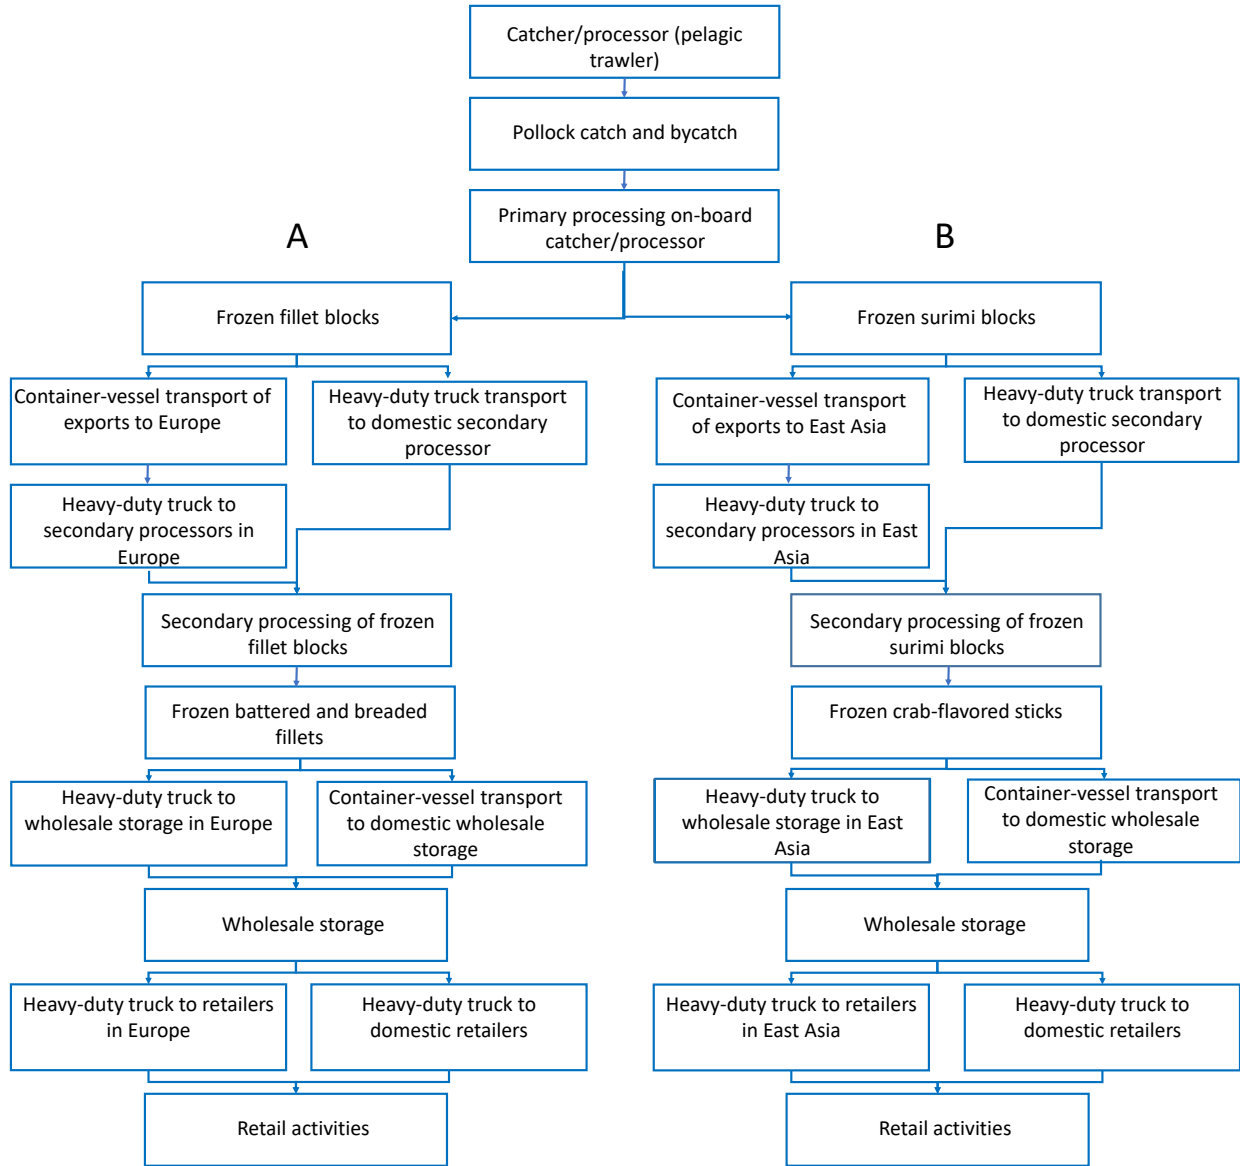 Catcher/processor (pelagic
trawler)
Pollock catch and bycatch
Primary processing on-board
catcher/processor
A
B
Frozen fillet blocks
Frozen surimi blocks
Container-vessel transport of
exports to Europe
Heavy-duty truck transport
to domestic secondary
processor
Container-vessel transport
of exports to East Asia
Heavy-duty truck transport
to domestic secondary
processor
Heavy-duty truck to
secondary processors in
Europe
Heavy-duty truck to
secondary processors in East
Asia
Secondary processing of frozen
fillet blocks
Secondary processing of frozen
surimi blocks
Frozen battered and breaded
fillets
Frozen crab-flavored sticks
Heavy-duty truck to
wholesale storage in Europe
Container-vessel transport
to domestic wholesale
storage
Heavy-duty truck to
wholesale storage in East
Asia
Container-vessel transport
to domestic wholesale
storage
Wholesale storage
Wholesale storage
Heavy-duty truck to retailers
in Europe
Heavy-duty truck to
domestic retailers
Heavy-duty truck to retailers
in East Asia
Heavy-duty truck to
domestic retailers
Retail activities
Retail activities